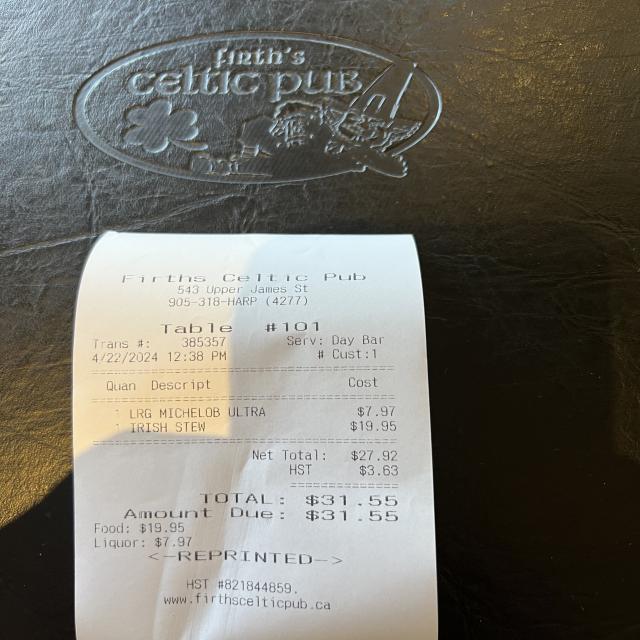 firth's
celtic pub
Firths Celtic Pub
543 Upper James St
905-318-HARP (4277)
Table #101
Trans #: 385357 Serv: Day Bar
4/22/2024 12:38 PM # Cust:1
Quan Descript Cost
1 LRG MICHELOB ULTRA $7.97
1 IRISH STEW $19.95
Net Total: $27.92
HST $3.63
TOTAL: $31.55
Amount Due: $31.55
Food: $19.95
Liquor: $7.97
<--REPRINTED-->
HST #821844859.
www.firthscelticpub.ca